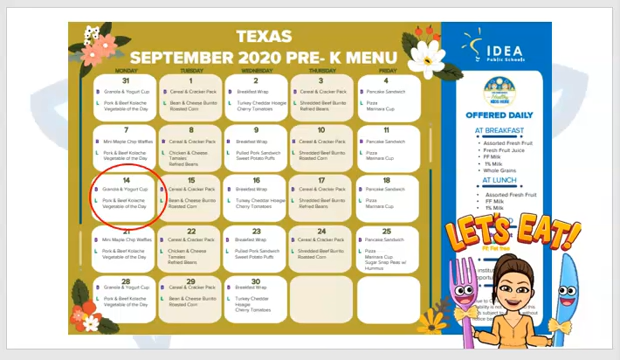 TEXAS
SEPTEMBER 2020 PRE- K MENU
MONDAY TUESDAY WEDNESDAY THURSDAY FRIDAY
31
B Granola & Yogurt Cup
L Pork & Beef Kolache
Vegetable of the Day
1
B Cereal & Cracker Pack
L Bean & Cheese Burrito
Roasted Corn
2
B Breakfast Wrap
L Turkey Cheddar Hoagie
Cherry Tomatoes
3
B Cereal & Cracker Pack
L Shredded Beef Burrito
Refried Beans
4
B Pancake Sandwich
L Pizza
Marinara Cup
7
B Mini Maple Chip Waffles
L Pork & Beef Kolache
Vegetable of the Day
8
B Cereal & Cracker Pack
L Chicken & Cheese
Tamales
Refried Beans
9
B Breakfast Wrap
L Pulled Pork Sandwich
Sweet Potato Puffs
10
B Cereal & Cracker Pack
L Shredded Beef Burrito
Roasted Corn
11
B Pancake Sandwich
L Pizza
Marinara Cup
14
B Granola & Yogurt Cup
L Pork & Beef Kolache
Vegetable of the Day
15
B Cereal & Cracker Pack
L Bean & Cheese Burrito
Roasted Corn
16
B Breakfast Wrap
L Turkey Cheddar Hoagie
Cherry Tomatoes
17
B Cereal & Cracker Pack
L Shredded Beef Burrito
Refried Beans
18
B Pancake Sandwich
L Pizza
Marinara Cup
21
B Mini Maple Chip Waffles
L Pork & Beef Kolache
Vegetable of the Day
22
B Cereal & Cracker Pack
L Chicken & Cheese
Tamales
Refried Beans
23
B Breakfast Wrap
L Pulled Pork Sandwich
Sweet Potato Puffs
24
B Cereal & Cracker Pack
L Shredded Beef Burrito
Roasted Corn
25
B Pancake Sandwich
L Pizza
Marinara Cup
Sugar Snap Peas w/
Hummus
28
B Granola & Yogurt Cup
L Pork & Beef Kolache
Vegetable of the Day
29
B Cereal & Cracker Pack
L Bean & Cheese Burrito
Roasted Corn
30
B Breakfast Wrap
L Turkey Cheddar
Hoagie
Cherry Tomatoes
IDEA
Public Schools
OFFERED DAILY
AT BREAKFAST
• Assorted Fresh Fruit
• Fresh Fruit Juice
• FF Milk
• 1% Milk
• Whole Grains
AT LUNCH
• Assorted Fresh Fruit
• FF Milk
• 1% Milk
LET'S EAT!